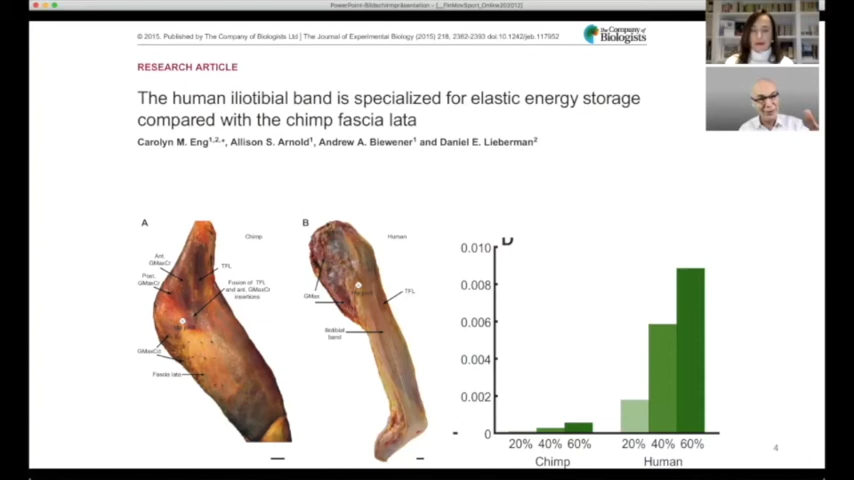 PowerPoint-Bildschirmpräsentation - [__FinMovSport_Online202012]
© 2015. Published by The Company of Biologists Ltd | The Journal of Experimental Biology (2015) 218, 2382-2393 doi:10.1242/jeb.117952
The Company of
Biologists
RESEARCH ARTICLE
The human iliotibial band is specialized for elastic energy storage
compared with the chimp fascia lata
Carolyn M. Eng1,2,*, Allison S. Arnold1, Andrew A. Biewener1 and Daniel E. Lieberman2
A
Chimp
Ant.
GMaxCr
TFL
Post.
GMaxCr
Fusion of TFL
and ant. GMaxCr
insertions
GMaxCd
Fascia lata
B
Human
GMax
TFL
Iliotibial
band
D
0.010
0.008
0.006
0.004
0.002
0
20% 40% 60%
20% 40% 60%
Chimp
Human
4